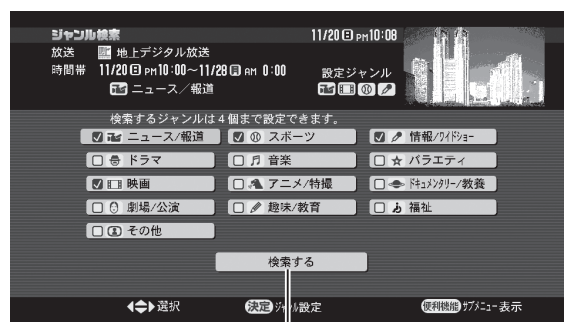 ジャンル検索 11/20㊐ PM10:08
放送 地上デジタル放送
時間帯 11/20㊐ PM10:00~11/28㊊ AM 0:00 設定ジャンル
ニュース/報道
検索するジャンルは4個まで設定できます。
ニュース/報道 スポーツ 情報/ワイドショー
ドラマ 音楽 バラエティ
映画 アニメ/特撮 ドキュメンタリー/教養
劇場/公演 趣味/教育 福祉
その他
検索する
選択 決定 ジャンル設定 便利機能 サブメニュー表示